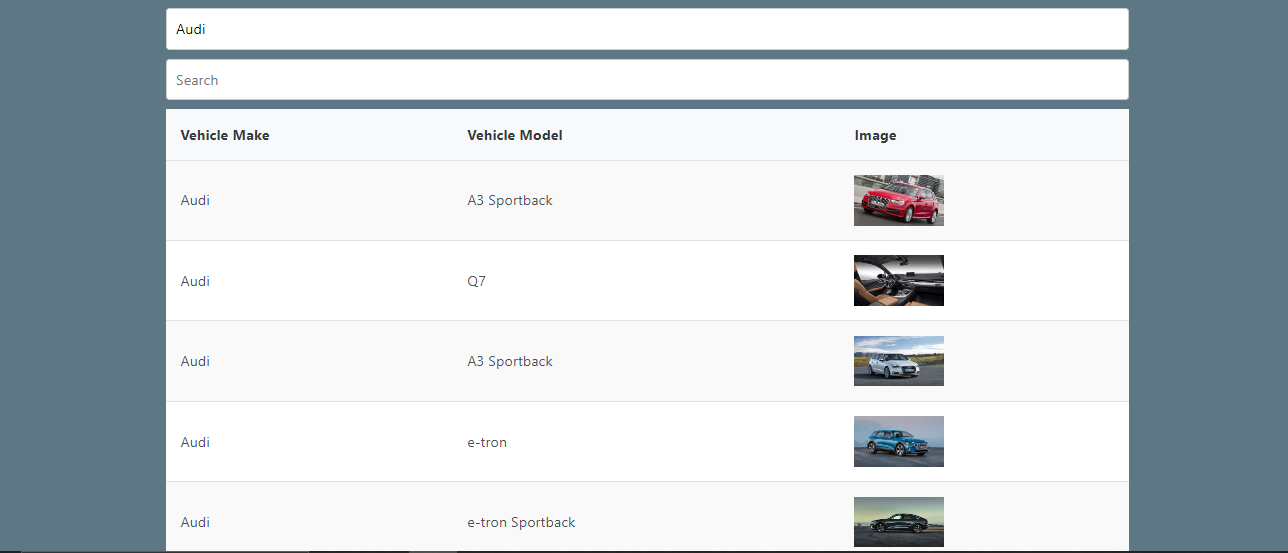 Audi
Search
Vehicle Make Vehicle Model Image
Audi A3 Sportback
Audi Q7
Audi A3 Sportback
Audi e-tron
Audi e-tron Sportback